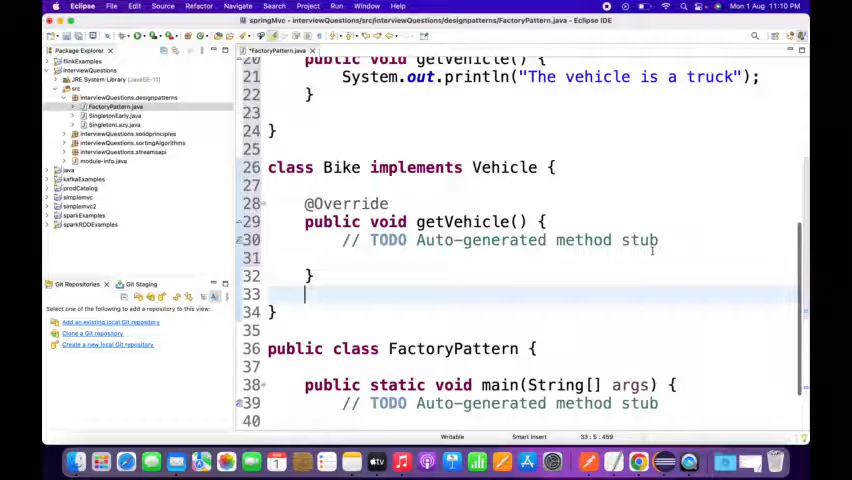 Eclipse File Edit Source Refactor Navigate Search Project Run Window Help Mon 1 Aug 11:10 PM
springMvc - interviewQuestions/src/interviewQuestions/designpatterns/FactoryPattern.java - Eclipse IDE
Package Explorer
*FactoryPattern.java
flinkExamples
interviewQuestions
JRE System Library [JavaSE-11]
src
interviewQuestions.designpatterns
FactoryPattern.java
SingletonEarly.java
SingletonLazy.java
interviewQuestions.solidprinciples
interviewQuestions.sortingAlgorithms
interviewQuestions.streamsapi
module-info.java
java
kafkaExamples
prodCatalog
simplemvc
simplemvc2
sparkExamples
sparkRDDExamples
Git Repositories
Git Staging
Select one of the following to add a repository to this view:
Add an existing local Git repository
Clone a Git repository
Create a new local Git repository
20 public void getVehicle() {
21 System.out.println("The vehicle is a truck");
22 }
23
24 }
25
26 class Bike implements Vehicle {
27
28 @Override
29 public void getVehicle() {
30 // TODO Auto-generated method stub
31
32 }
33
34 }
35
36 public class FactoryPattern {
37
38 public static void main(String[] args) {
39 // TODO Auto-generated method stub
40
Writable
Smart Insert
33 : 5 : 459